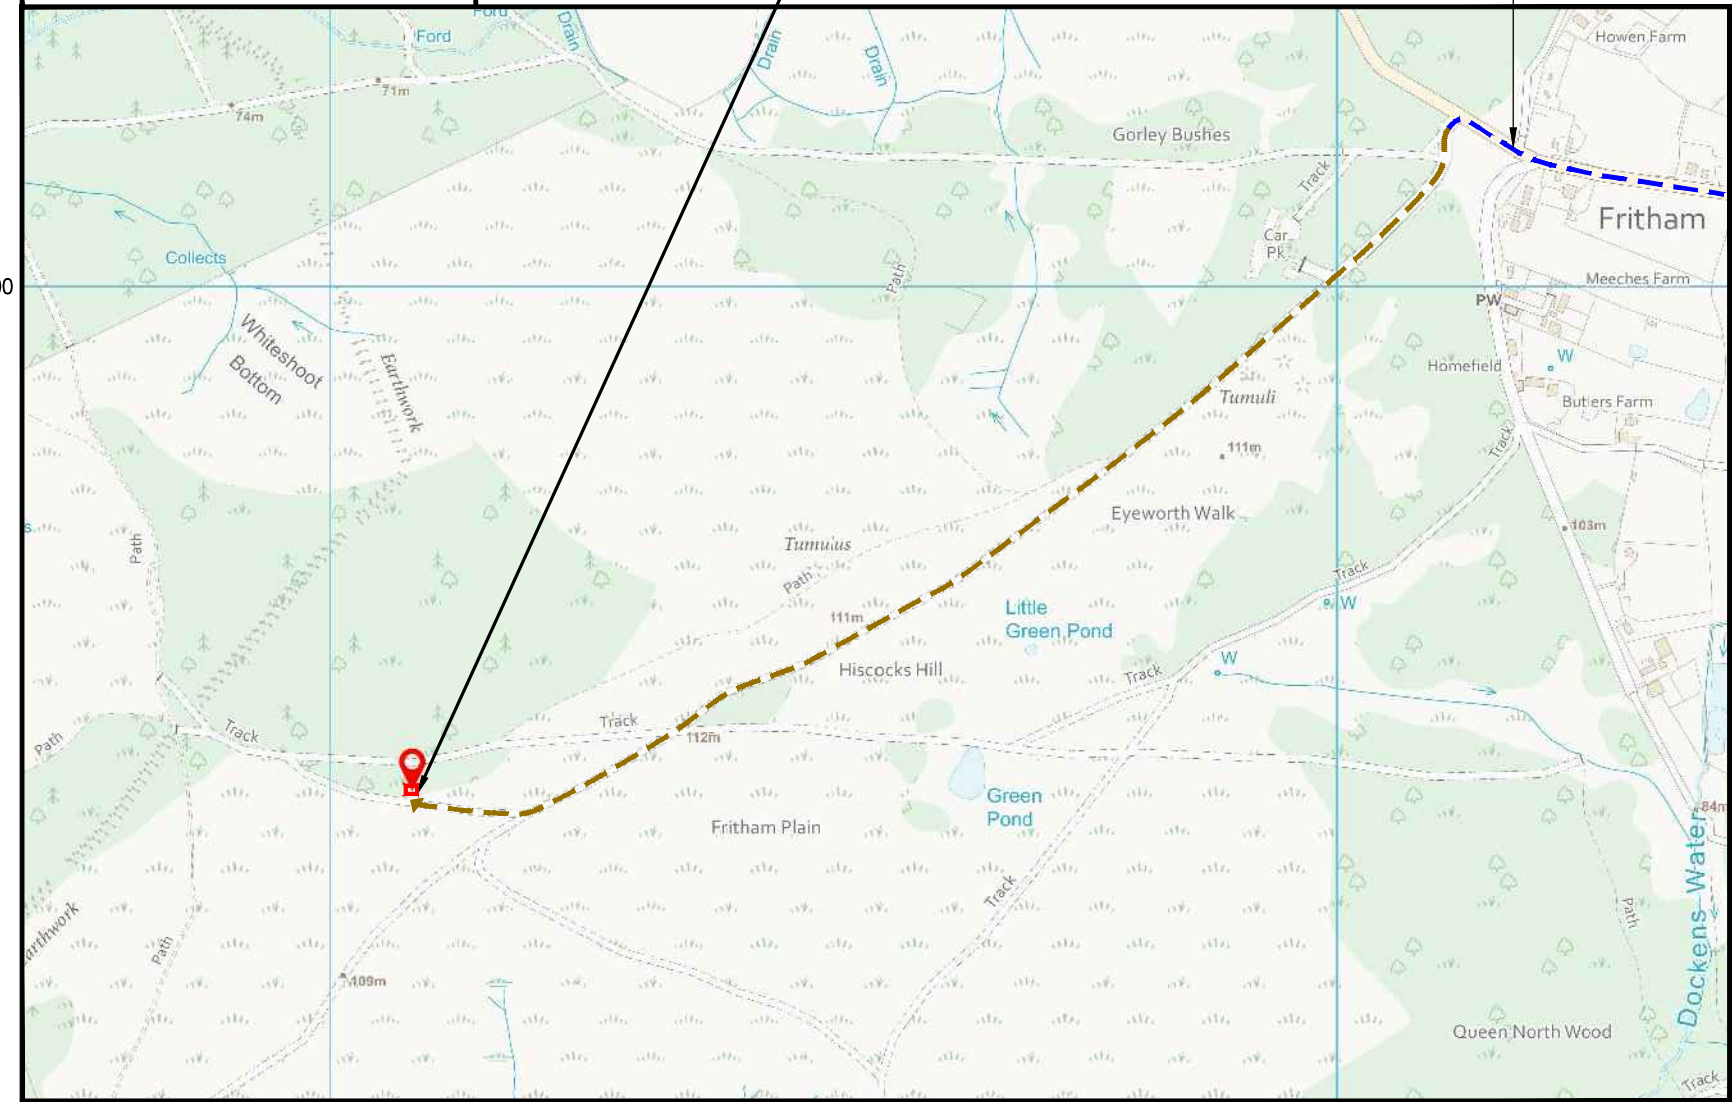 Ford
Ford
Drain
Drain
Drain
Howen Farm
71m
74m
Gorley Bushes
Track
Fritham
Car
Pk
Collects
Path
Meeches Farm
00
PW
Whiteshoot
Bottom
Earthwork
W
Homefield
Tumuli
Butlers Farm
111m
Track
Eyeworth Walk
103m
s
Path
Tumulus
Path
Track
W
111m
Little
Green Pond
Hiscocks Hill
W
Track
Track
Track
112m
Path
Green
Pond
Fritham Plain
84m
Dockens Water
Track
Path
arthwork
Path
109m
Queen North Wood
Track